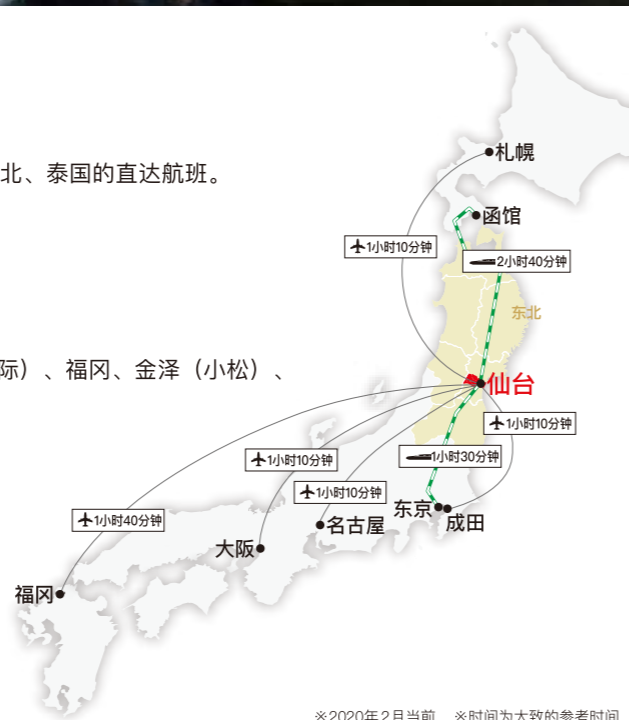 札幌
北、泰国的直达航班。
函馆
1小时10分钟
2小时40分钟
东北
际）、福冈、金泽（小松）、
仙台
1小时10分钟
1小时30分钟
1小时10分钟
1小时10分钟
东京
成田
1小时40分钟
名古屋
大阪
福冈
※2020年2月当前 ※时间为大致的参考时间